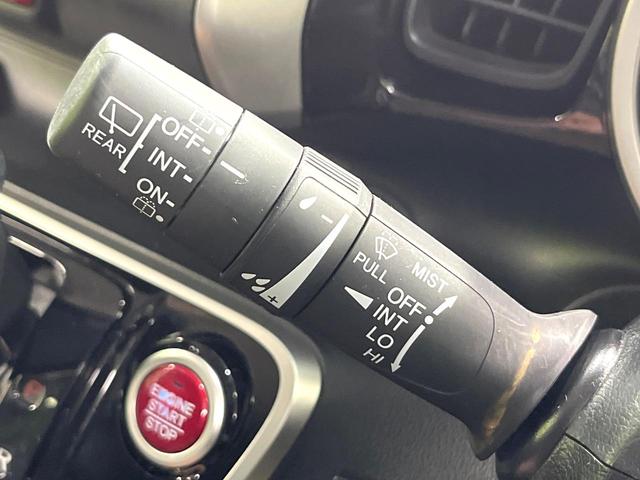 REAR
OFF
INT
ON
-
+
PULL
MIST
OFF
INT
LO
HI
ENGINE
START
STOP